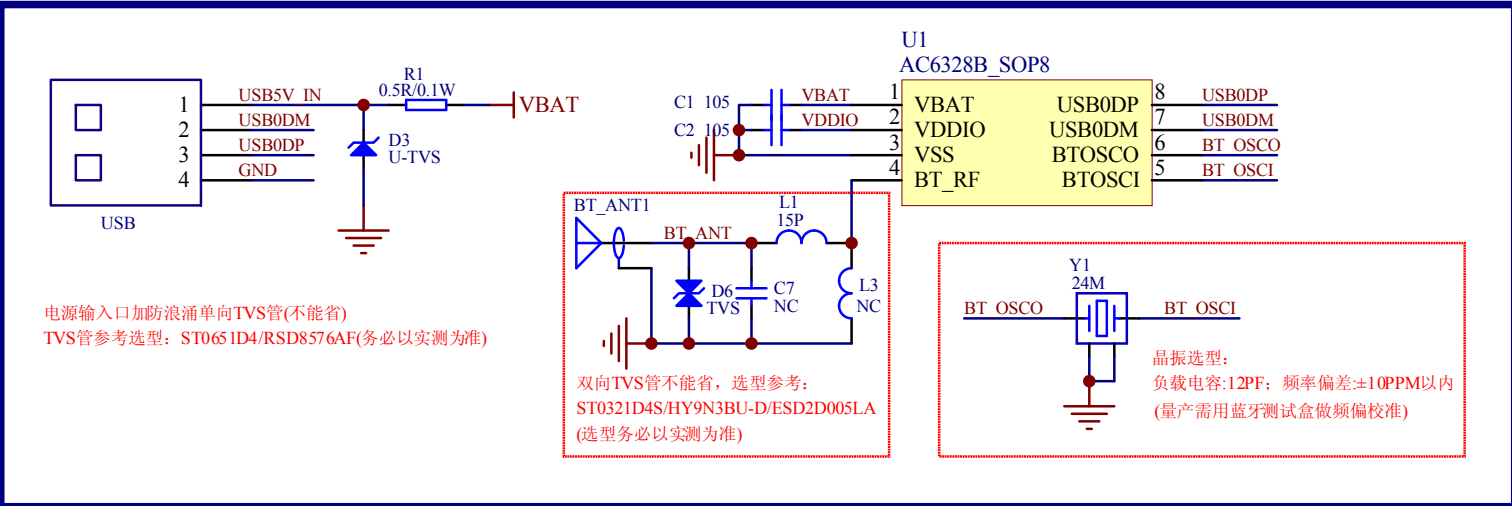 U1
AC6328B_SOP8
R1
0.5R/0.1W
1 USB5V_IN
VBAT
2 USB0DM
3 USB0DP
4 GND
D3
U-TVS
USB
C1 105
VBAT 1 VBAT
USB0DP 8 USB0DP
C2 105
VDDIO 2 VDDIO
USB0DM 7 USB0DM
3 VSS
BTOSCO 6 BT_OSCO
4 BT_RF
BTOSCI 5 BT_OSCI
BT_ANT1
L1
15P
BT_ANT
D6
TVS
C7
NC
L3
NC
双向TVS管不能省，选型参考：
ST0321D4S/HY9N3BU-D/ESD2D005LA
(选型务必以实测为准)
电源输入口加防浪涌单向TVS管(不能省)
TVS管参考选型：ST0651D4/RSD8576AF(务必以实测为准)
Y1
24M
BT_OSCO
BT_OSCI
晶振选型：
负载电容:12PF；频率偏差:±10PPM以内
(量产需用蓝牙测试盒做频偏校准)